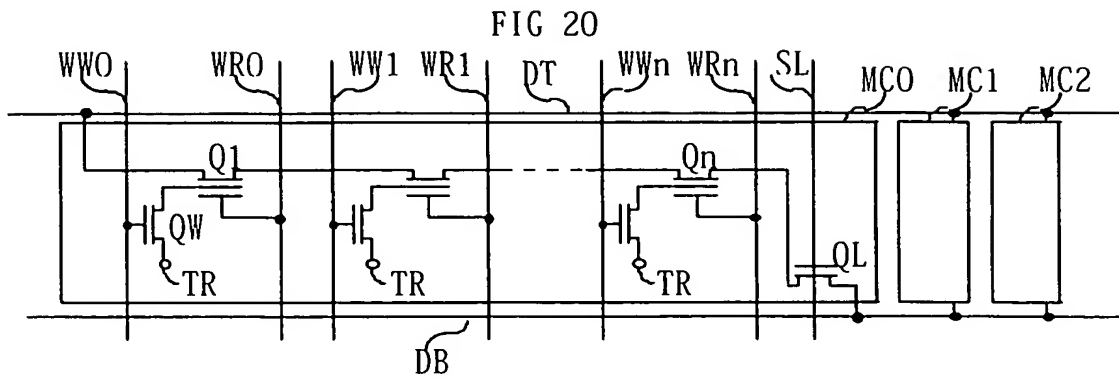 FIG 20
WW0 WR0 WW1 WR1 DT WWn WRn SL MC0 MC1 MC2
Q1 Qn
QW QL
TR TR TR
DB